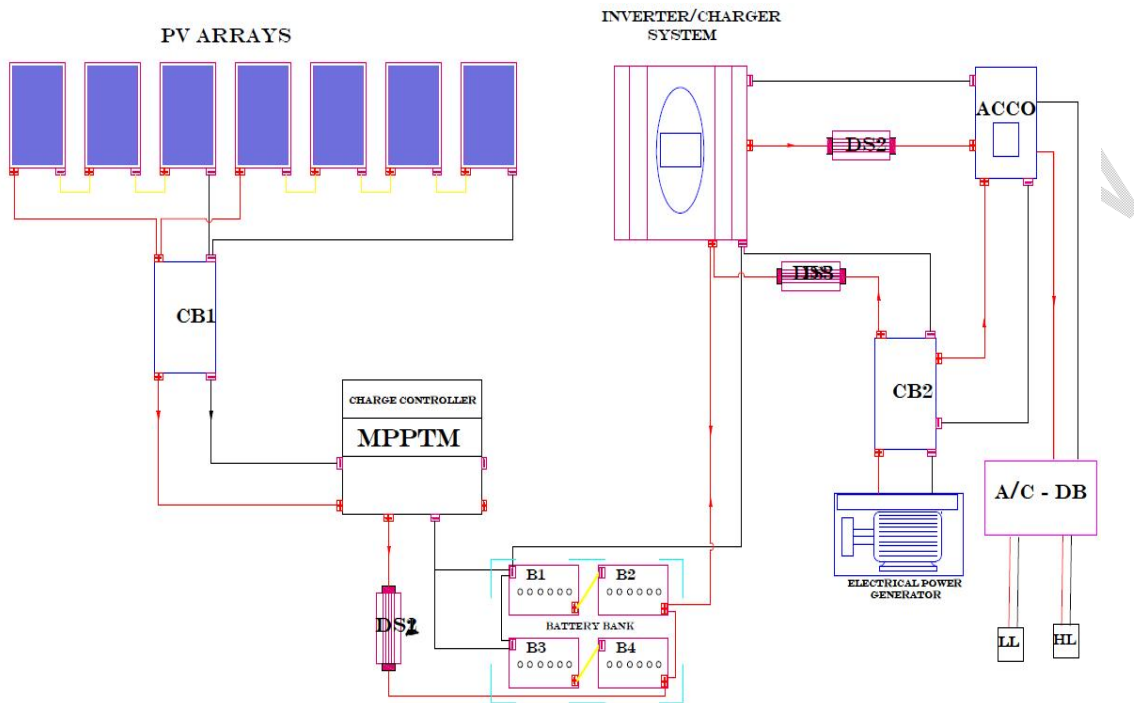 PV ARRAYS
INVERTER/CHARGER
SYSTEM
ACCO
DS2
CB1
CB2
CHARGE CONTROLLER
MPPTM
A/C - DB
ELECTRICAL POWER
GENERATOR
B1
B2
BATTERY BANK
B3
B4
LL
HL